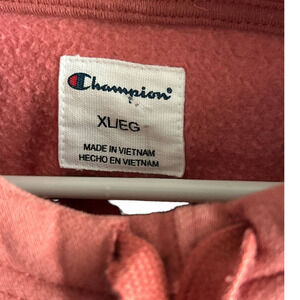 Champion
XL/EG
MADE IN VIETNAM
HECHO EN VIETNAM